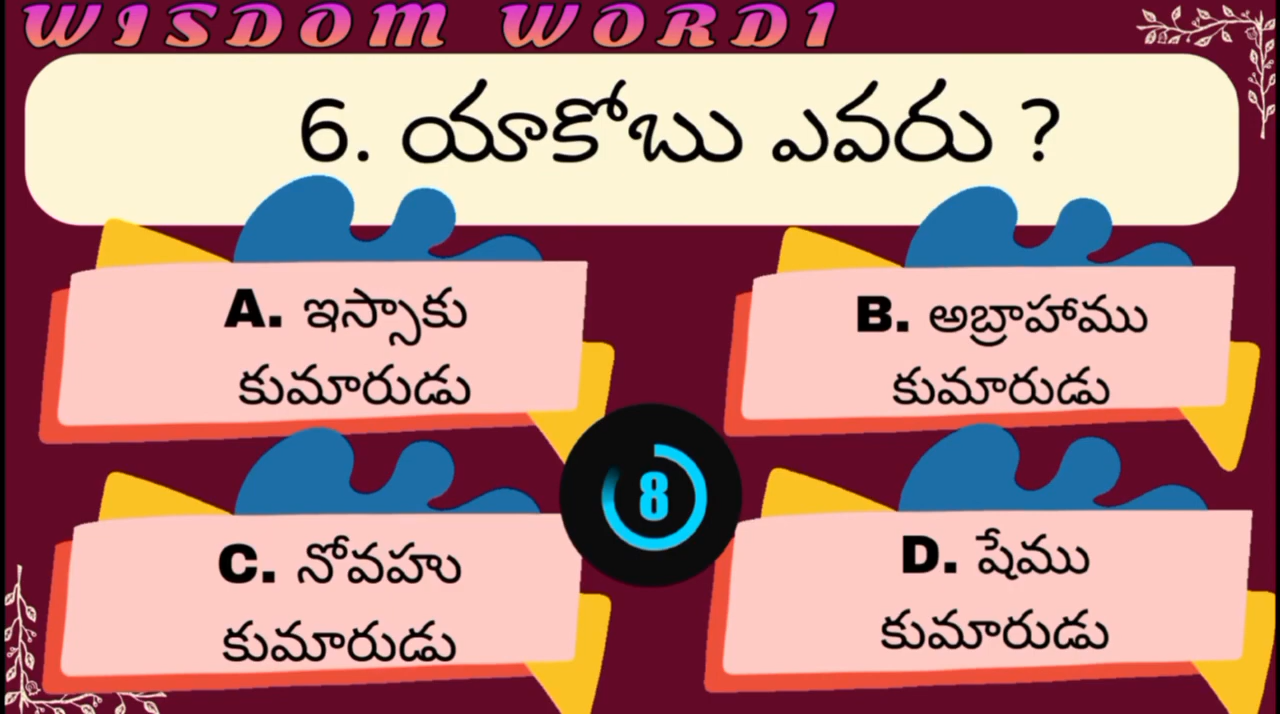 WISDOM WORD1
6. యాకోబు ఎవరు ?
A. ఇస్సాకు
కుమారుడు
B. అబ్రాహాము
కుమారుడు
8
C. నోవహు
కుమారుడు
D. షేము
కుమారుడు